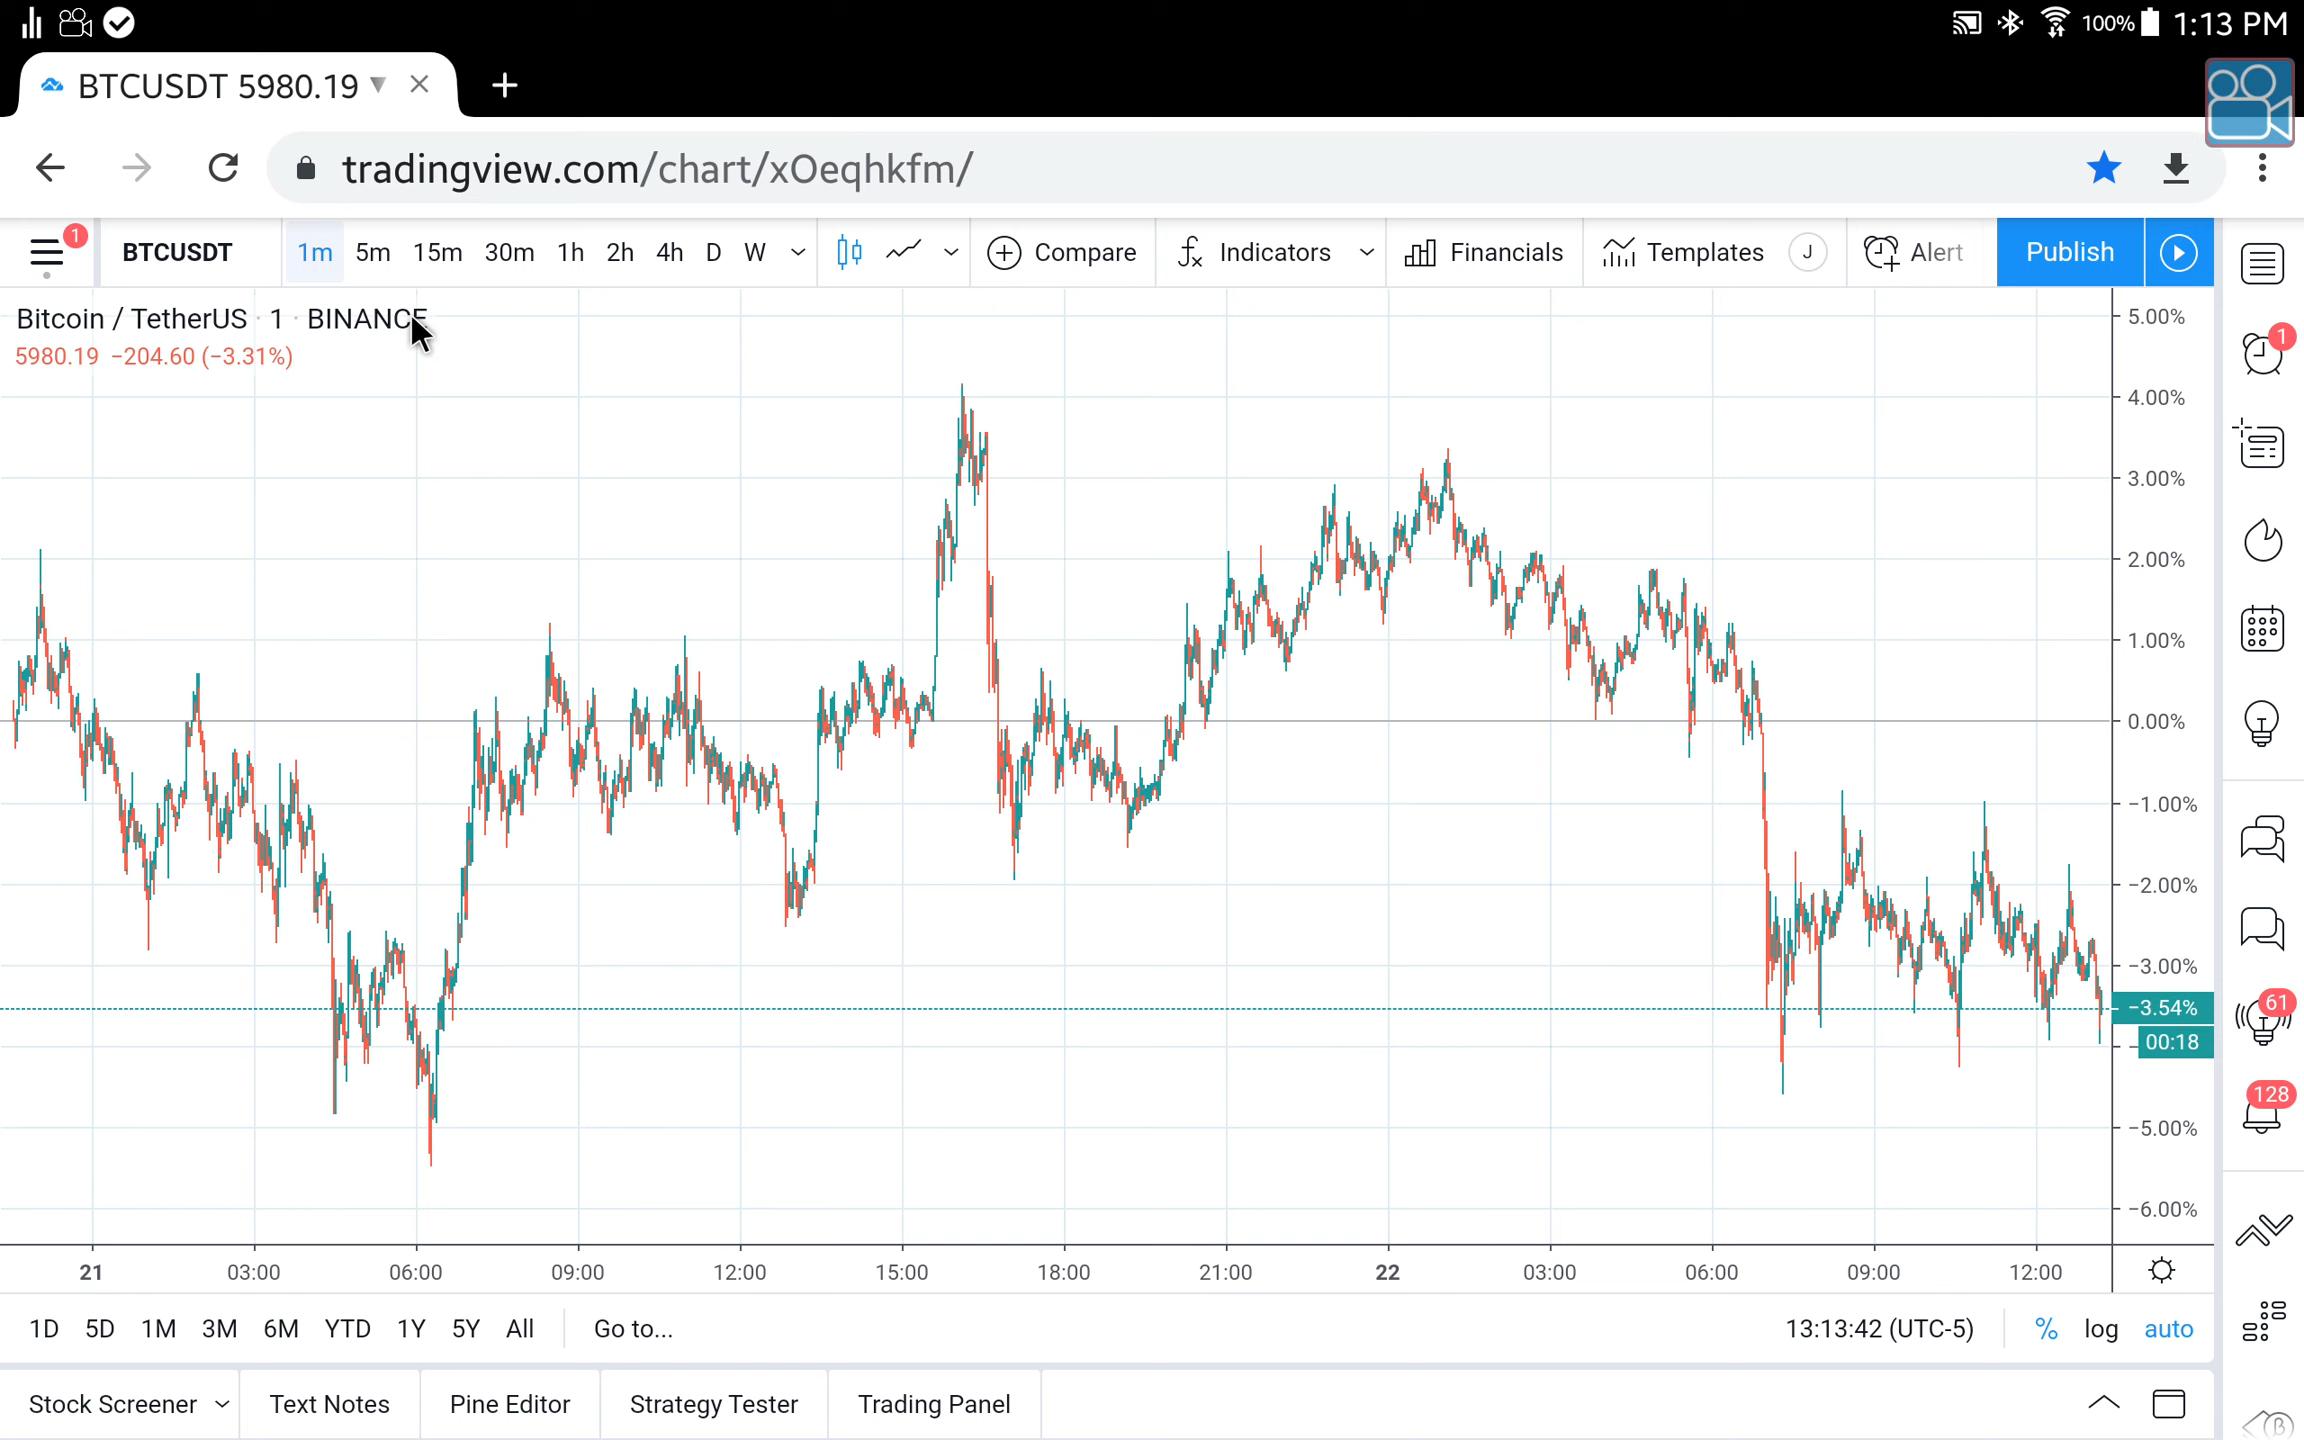 100% 1:13 PM
BTCUSDT 5980.19
tradingview.com/chart/xOeqhkfm/
1
BTCUSDT 1m 5m 15m 30m 1h 2h 4h D W Compare Indicators Financials Templates J Alert Publish
Bitcoin / TetherUS · 1 · BINANCE
5980.19 −204.60 (−3.31%)
5.00%
1
4.00%
3.00%
2.00%
1.00%
0.00%
−1.00%
−2.00%
−3.00%
−3.54%
61
00:18
128
−5.00%
−6.00%
21 03:00 06:00 09:00 12:00 15:00 18:00 21:00 22 03:00 06:00 09:00 12:00
1D 5D 1M 3M 6M YTD 1Y 5Y All Go to... 13:13:42 (UTC-5) % log auto
Stock Screener Text Notes Pine Editor Strategy Tester Trading Panel
β